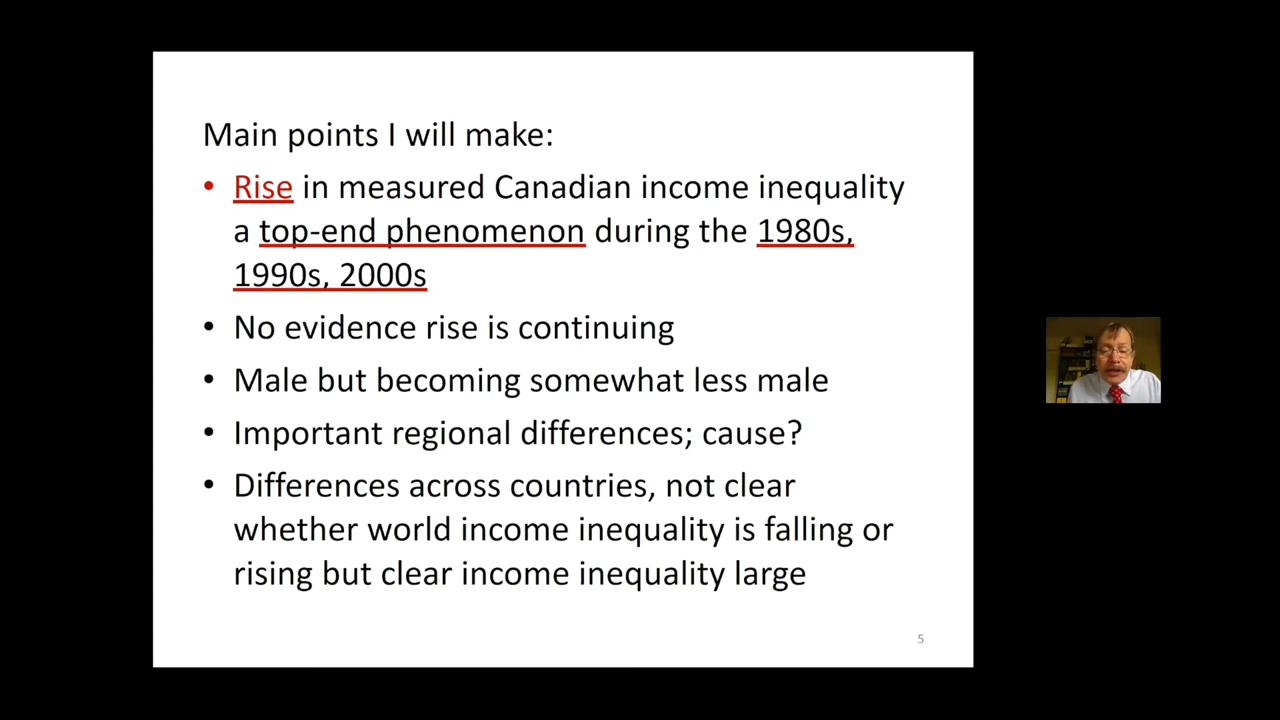 Main points I will make:
• Rise in measured Canadian income inequality
a top-end phenomenon during the 1980s,
1990s, 2000s
• No evidence rise is continuing
• Male but becoming somewhat less male
• Important regional differences; cause?
• Differences across countries, not clear
whether world income inequality is falling or
rising but clear income inequality large
5